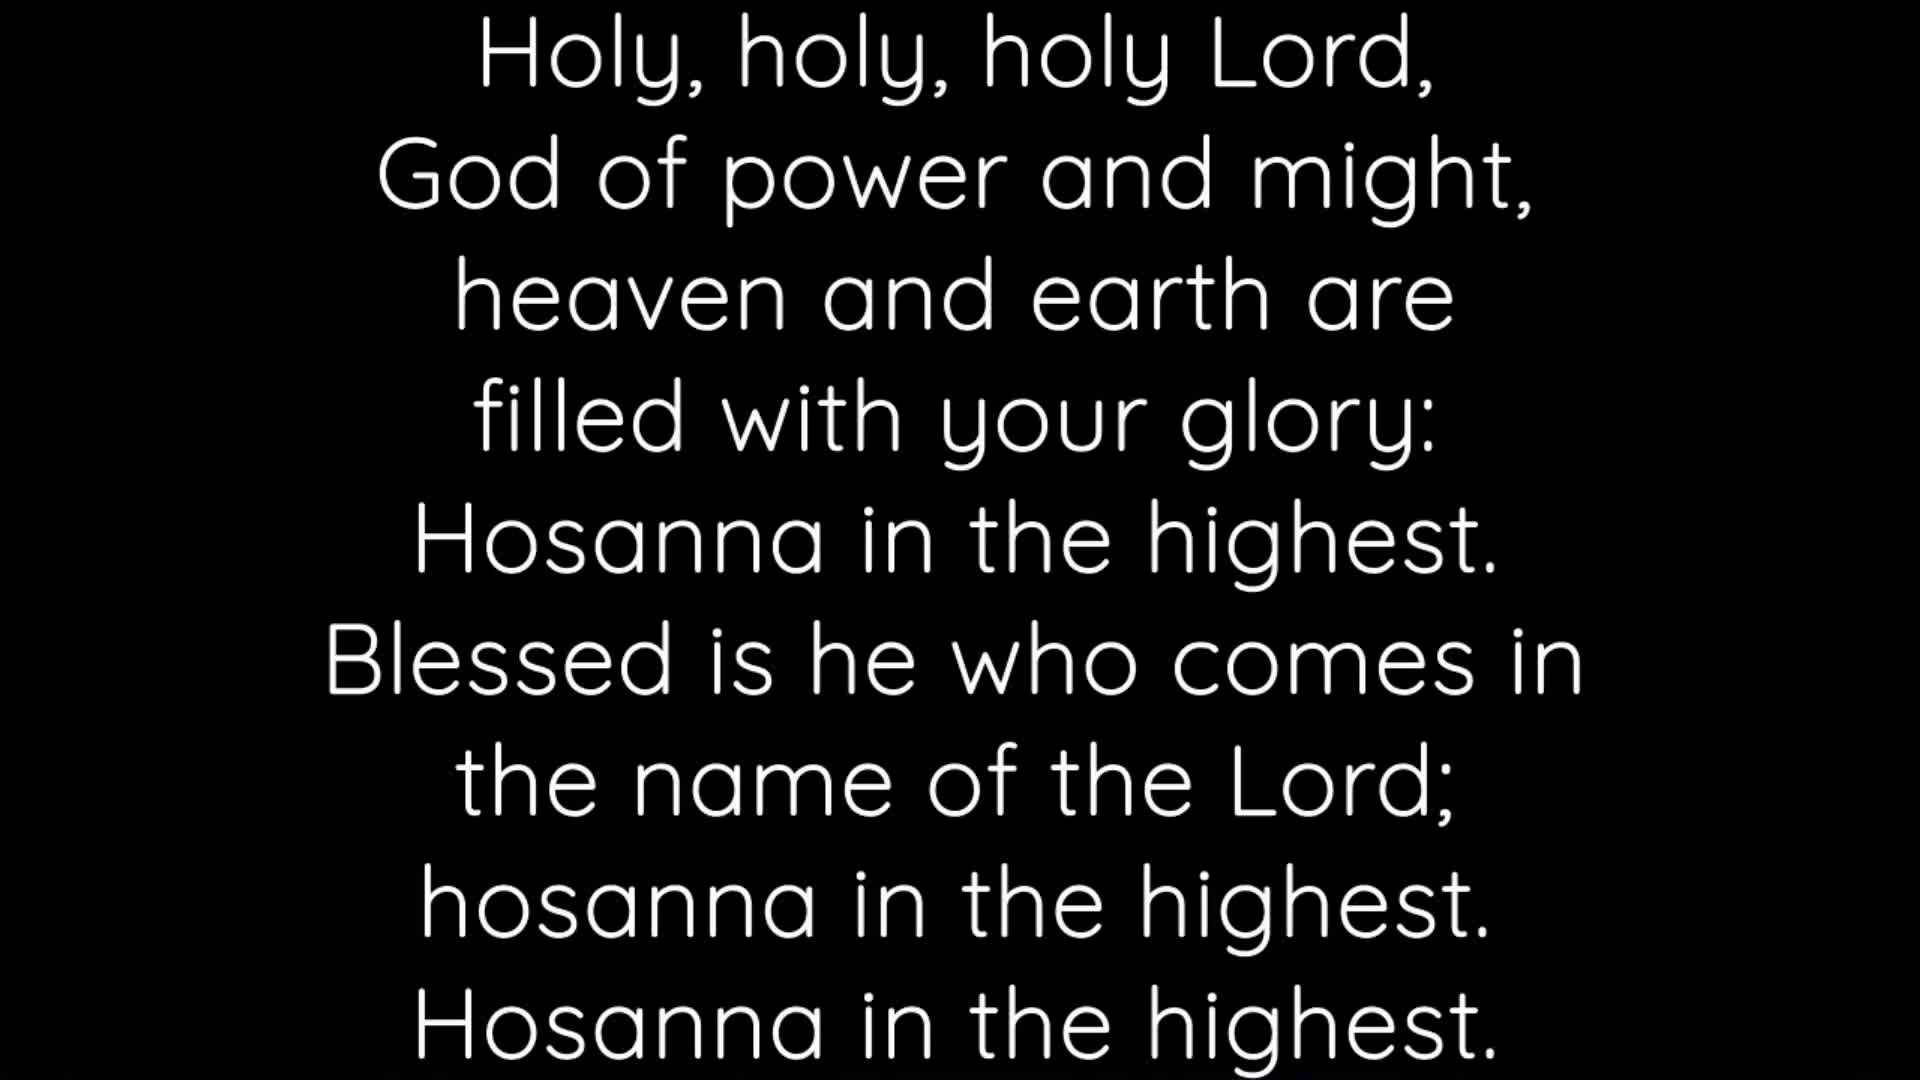 Holy, holy, holy Lord,
God of power and might,
heaven and earth are
filled with your glory:
Hosanna in the highest.
Blessed is he who comes in
the name of the Lord;
hosanna in the highest.
Hosanna in the highest.